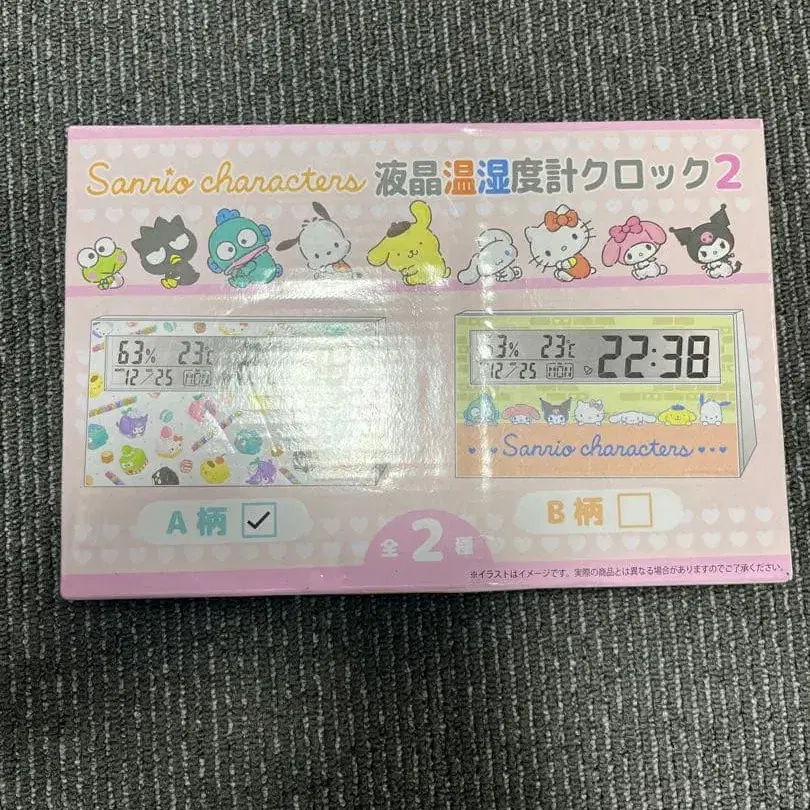 Sanrio characters 液晶温湿度計クロック2
63% 23℃
12/25 MON
3% 23℃ 22:38
12/25 MON
Sanrio characters
A柄 ✓ B柄
全2種
※イラストはイメージです。実際の商品とは異なる場合がありますのでご了承ください。